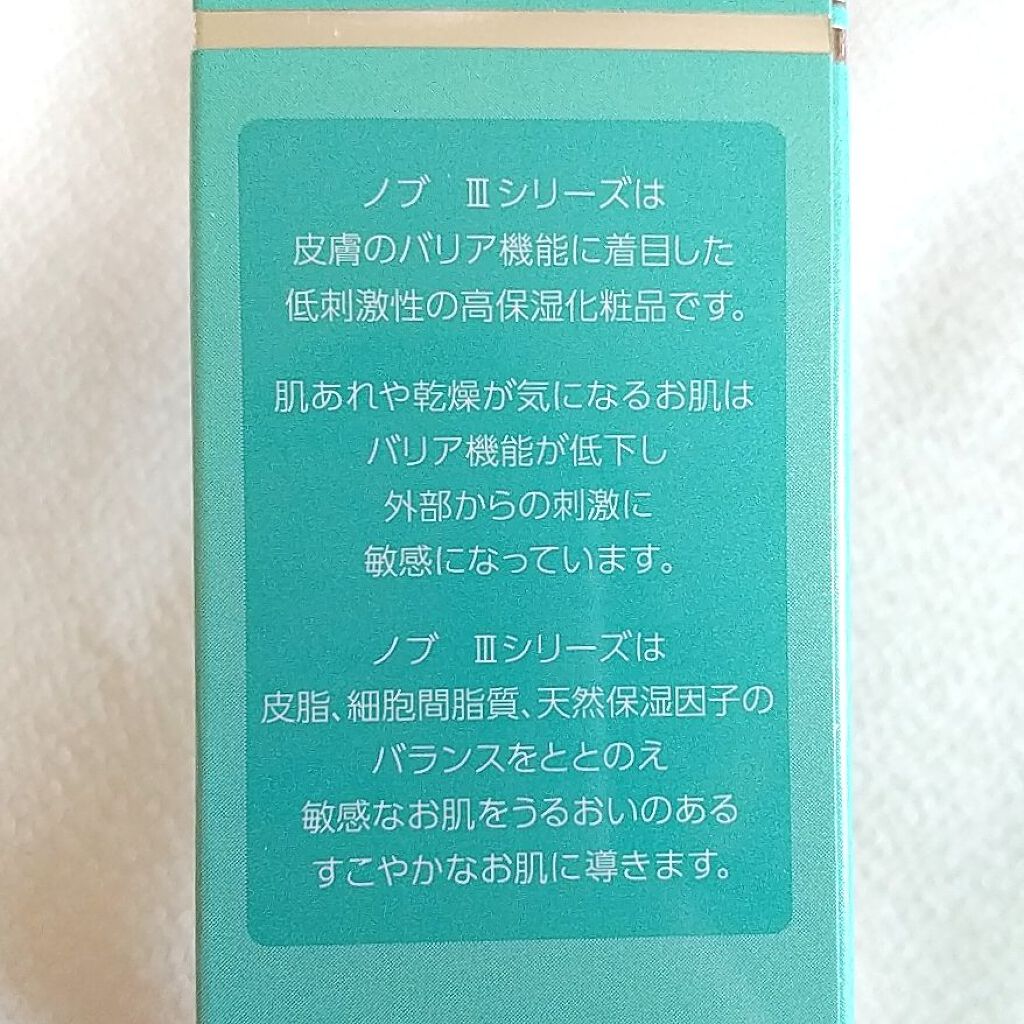 ノブ　Ⅲシリーズは
皮膚のバリア機能に着目した
低刺激性の高保湿化粧品です。
肌あれや乾燥が気になるお肌は
バリア機能が低下し
外部からの刺激に
敏感になっています。
ノブ　Ⅲシリーズは
皮脂、細胞間脂質、天然保湿因子の
バランスをととのえ
敏感なお肌をうるおいのある
すこやかなお肌に導きます。